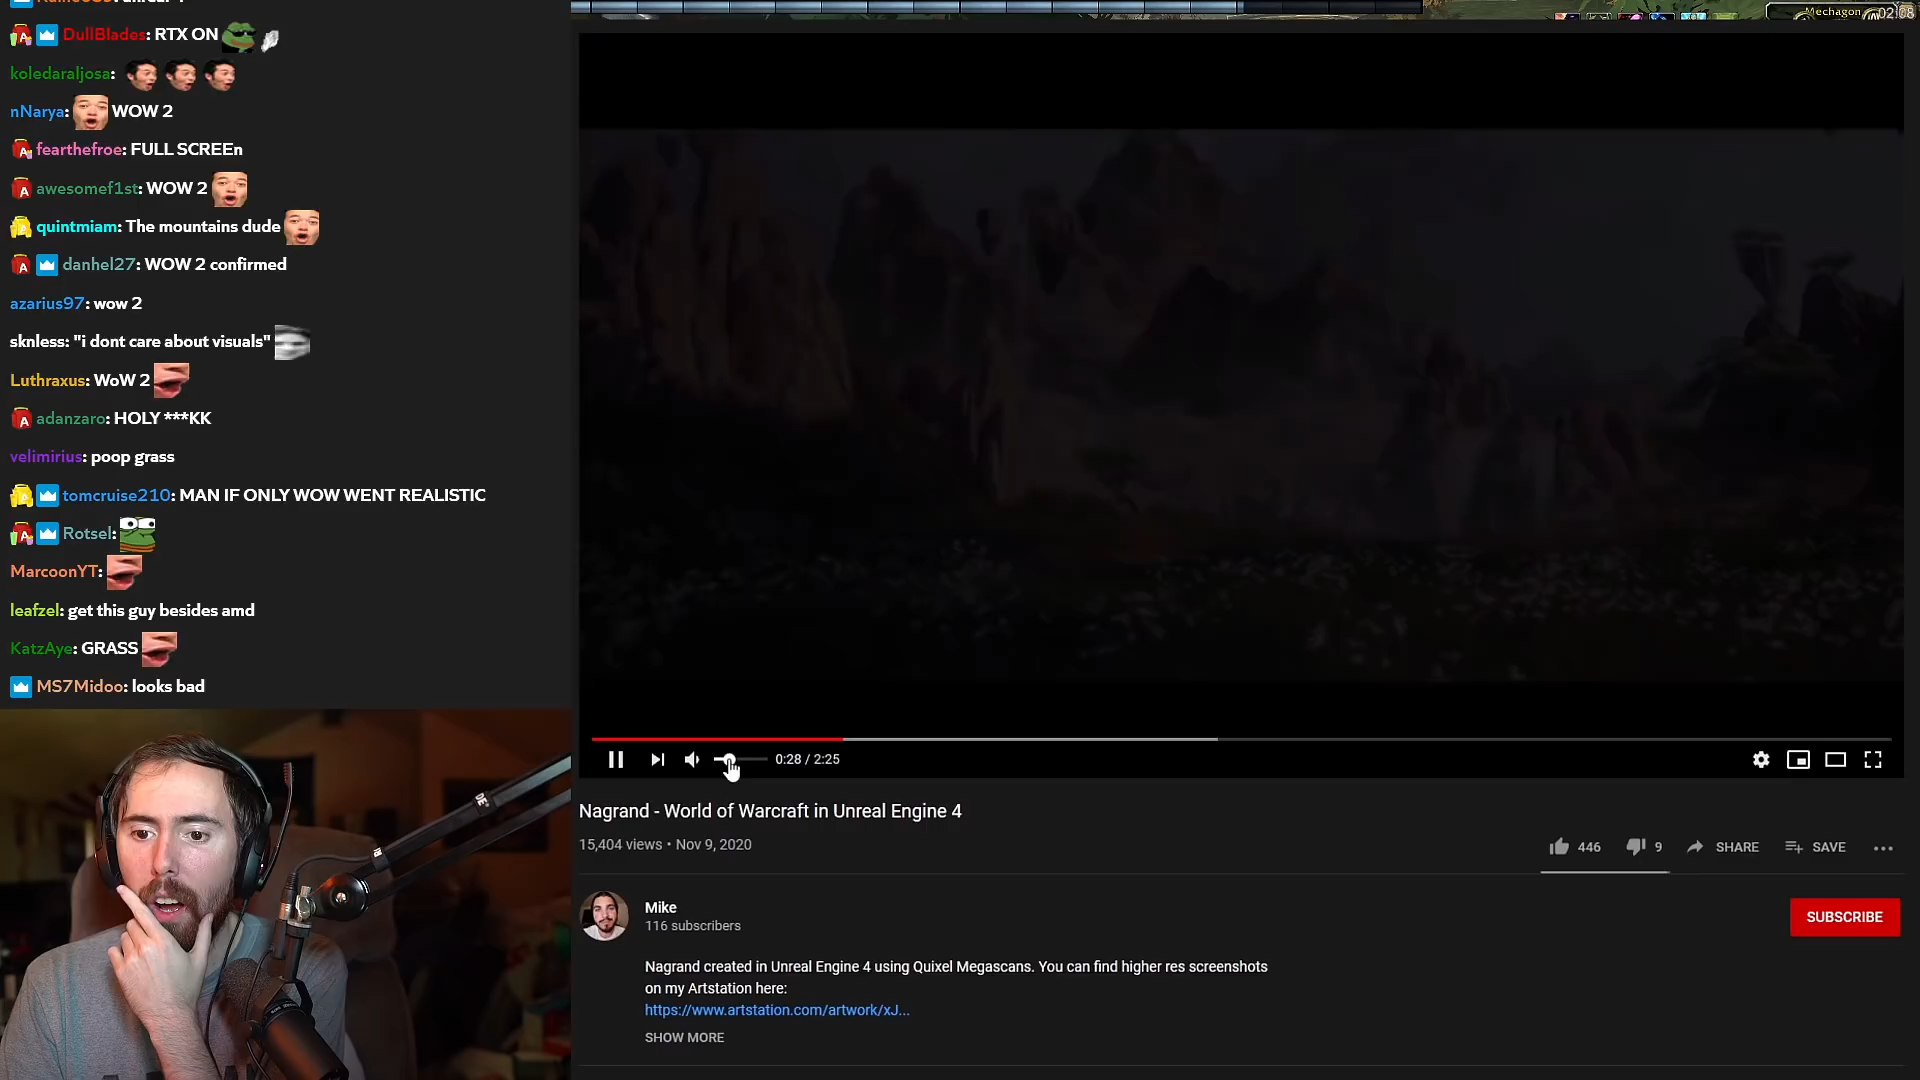 DullBlades: RTX ON
koledaraljosa:
nNarya: WOW 2
fearthefroe: FULL SCREEn
awesomef1st: WOW 2
quintmiam: The mountains dude
danhel27: WOW 2 confirmed
azarius97: wow 2
sknless: "i dont care about visuals"
Luthraxus: WoW 2
adanzaro: HOLY ***KK
velimirius: poop grass
tomcruise210: MAN IF ONLY WOW WENT REALISTIC
Rotsel:
MarcoonYT:
leafzel: get this guy besides amd
KatzAye: GRASS
MS7Midoo: looks bad
Mechagon 02:08
0:28 / 2:25
Nagrand - World of Warcraft in Unreal Engine 4
15,404 views • Nov 9, 2020
446 9 SHARE SAVE
Mike
116 subscribers
SUBSCRIBE
Nagrand created in Unreal Engine 4 using Quixel Megascans. You can find higher res screenshots
on my Artstation here:
https://www.artstation.com/artwork/xJ...
SHOW MORE